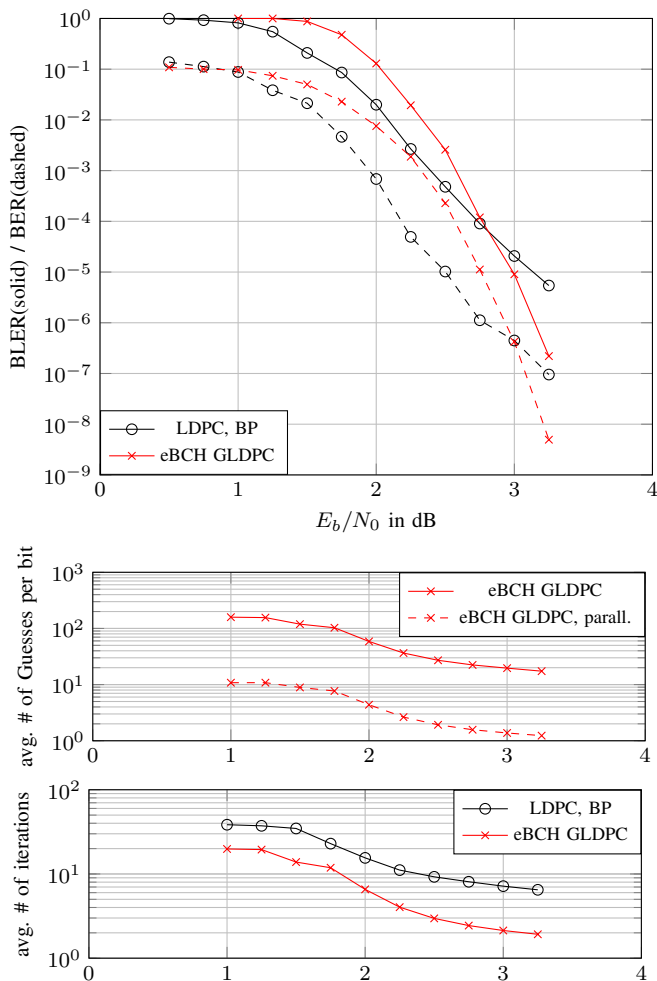 10^0
10^−1
10^−2
10^−3
10^−4
10^−5
10^−6
10^−7
10^−8
10^−9
BLER(solid) / BER(dashed)
LDPC, BP
eBCH GLDPC
0 1 2 3 4
E_b/N_0 in dB
10^3
10^2
10^1
10^0
avg. # of Guesses per bit
eBCH GLDPC
eBCH GLDPC, parall.
0 1 2 3 4
10^2
10^1
10^0
avg. # of iterations
LDPC, BP
eBCH GLDPC
0 1 2 3 4